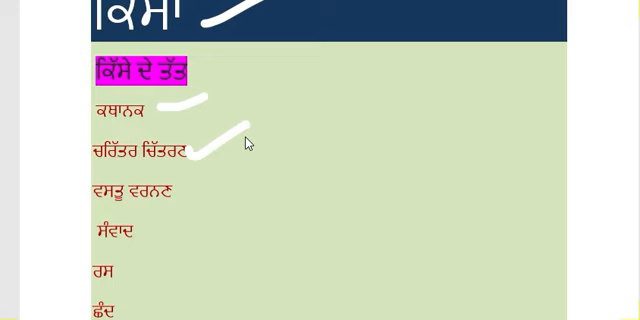 ਕਿੱਸਾ
ਕਿੱਸੇ ਦੇ ਤੱਤ
ਕਥਾਨਕ
ਚਰਿੱਤਰ ਚਿੱਤਰਣ
ਵਸਤੂ ਵਰਨਣ
ਸੰਵਾਦ
ਰਸ
ਛੰਦ